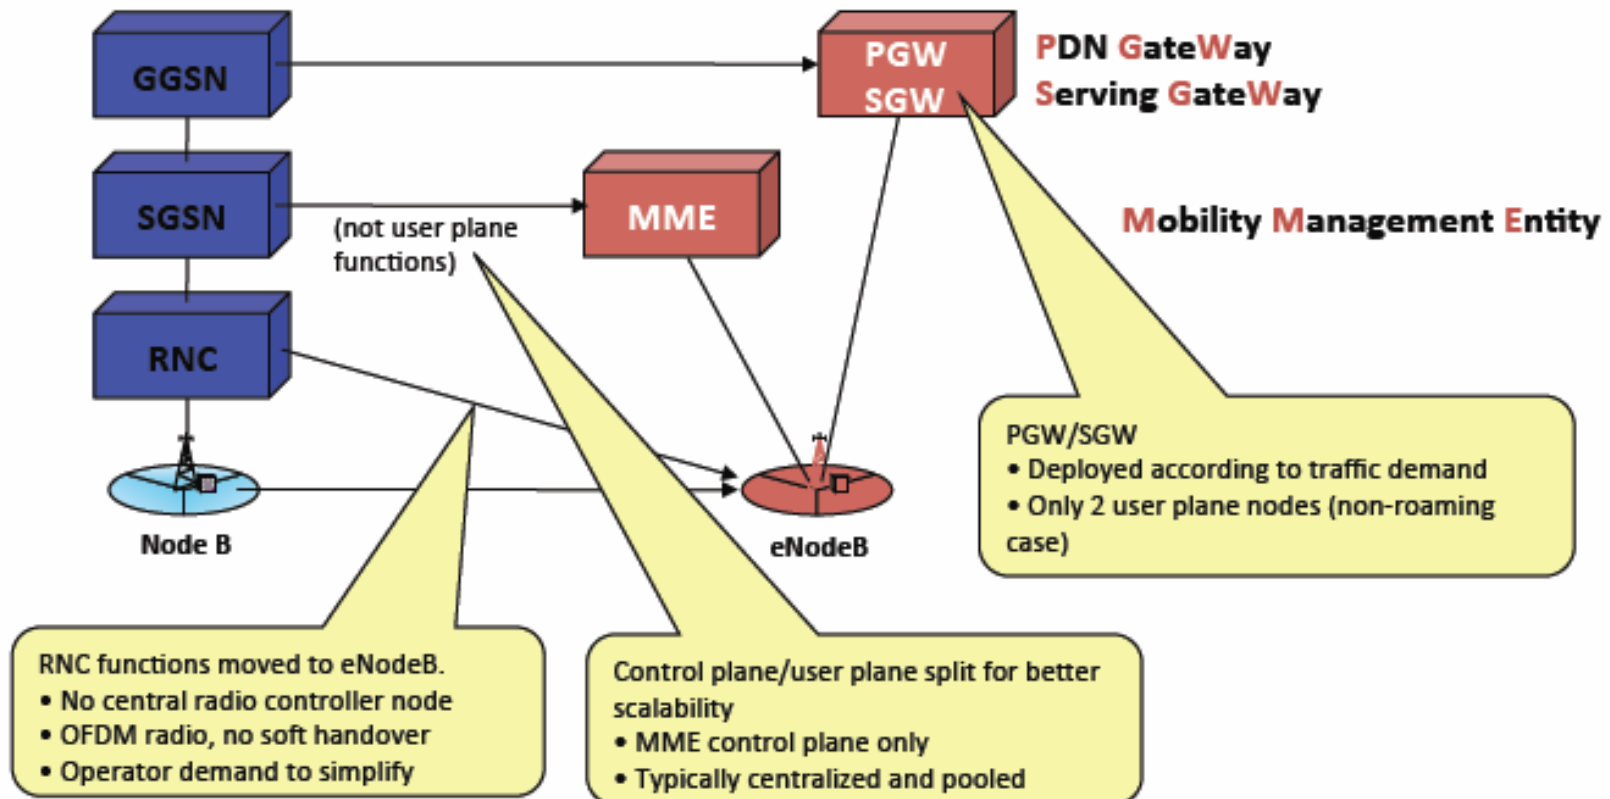 GGSN
PGW
SGW
PDN GateWay
Serving GateWay
SGSN
(not user plane
functions)
MME
Mobility Management Entity
RNC
Node B
eNodeB
PGW/SGW
• Deployed according to traffic demand
• Only 2 user plane nodes (non-roaming
case)
RNC functions moved to eNodeB.
• No central radio controller node
• OFDM radio, no soft handover
• Operator demand to simplify
Control plane/user plane split for better
scalability
• MME control plane only
• Typically centralized and pooled